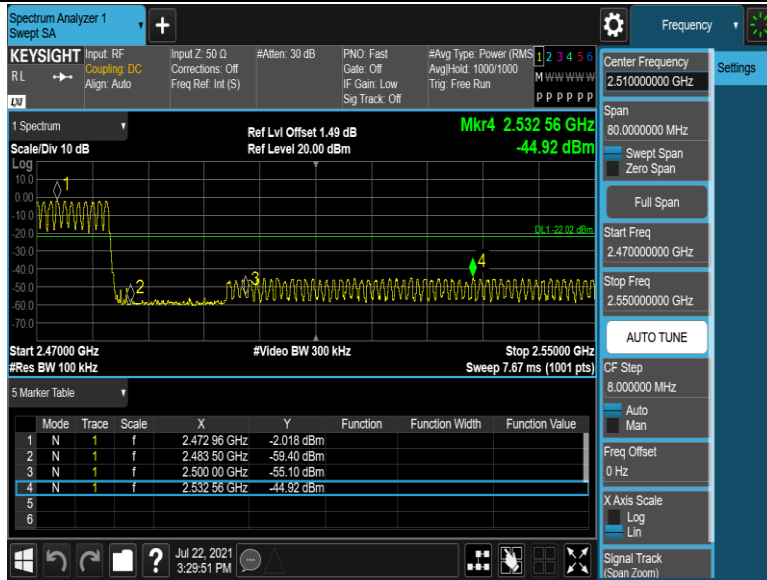 Spectrum Analyzer 1
Swept SA
Frequency
KEYSIGHT Input: RF Input Z: 50 Ω #Atten: 30 dB PNO: Fast #Avg Type: Power (RMS 1 2 3 4 5 6
RL Coupling: DC Corrections: Off Gate: Off Avg|Hold: 1000/1000 M W W W W W
Align: Auto Freq Ref: Int (S) IF Gain: Low Trig: Free Run
Sig Track: Off P P P P P P
LXI
1 Spectrum
Ref Lvl Offset 1.49 dB
Mkr4 2.532 56 GHz
Scale/Div 10 dB Ref Level 20.00 dBm -44.92 dBm
Log
10.0
0.00
-10.0
-20.0
-30.0
-40.0
-50.0
-60.0
-70.0
1
2
3
4
DL1 -22.02 dBm
Start 2.47000 GHz #Video BW 300 kHz Stop 2.55000 GHz
#Res BW 100 kHz Sweep 7.67 ms (1001 pts)
5 Marker Table
Mode Trace Scale X Y Function Function Width Function Value
1 N 1 f 2.472 96 GHz -2.018 dBm
2 N 1 f 2.483 50 GHz -59.40 dBm
3 N 1 f 2.500 00 GHz -55.10 dBm
4 N 1 f 2.532 56 GHz -44.92 dBm
5
6
?
Jul 22, 2021
3:29:51 PM
Center Frequency
2.510000000 GHz
Settings
Span
80.0000000 MHz
Swept Span
Zero Span
Full Span
Start Freq
2.470000000 GHz
Stop Freq
2.550000000 GHz
AUTO TUNE
CF Step
8.000000 MHz
Auto
Man
Freq Offset
0 Hz
X Axis Scale
Log
Lin
Signal Track
(Span Zoom)